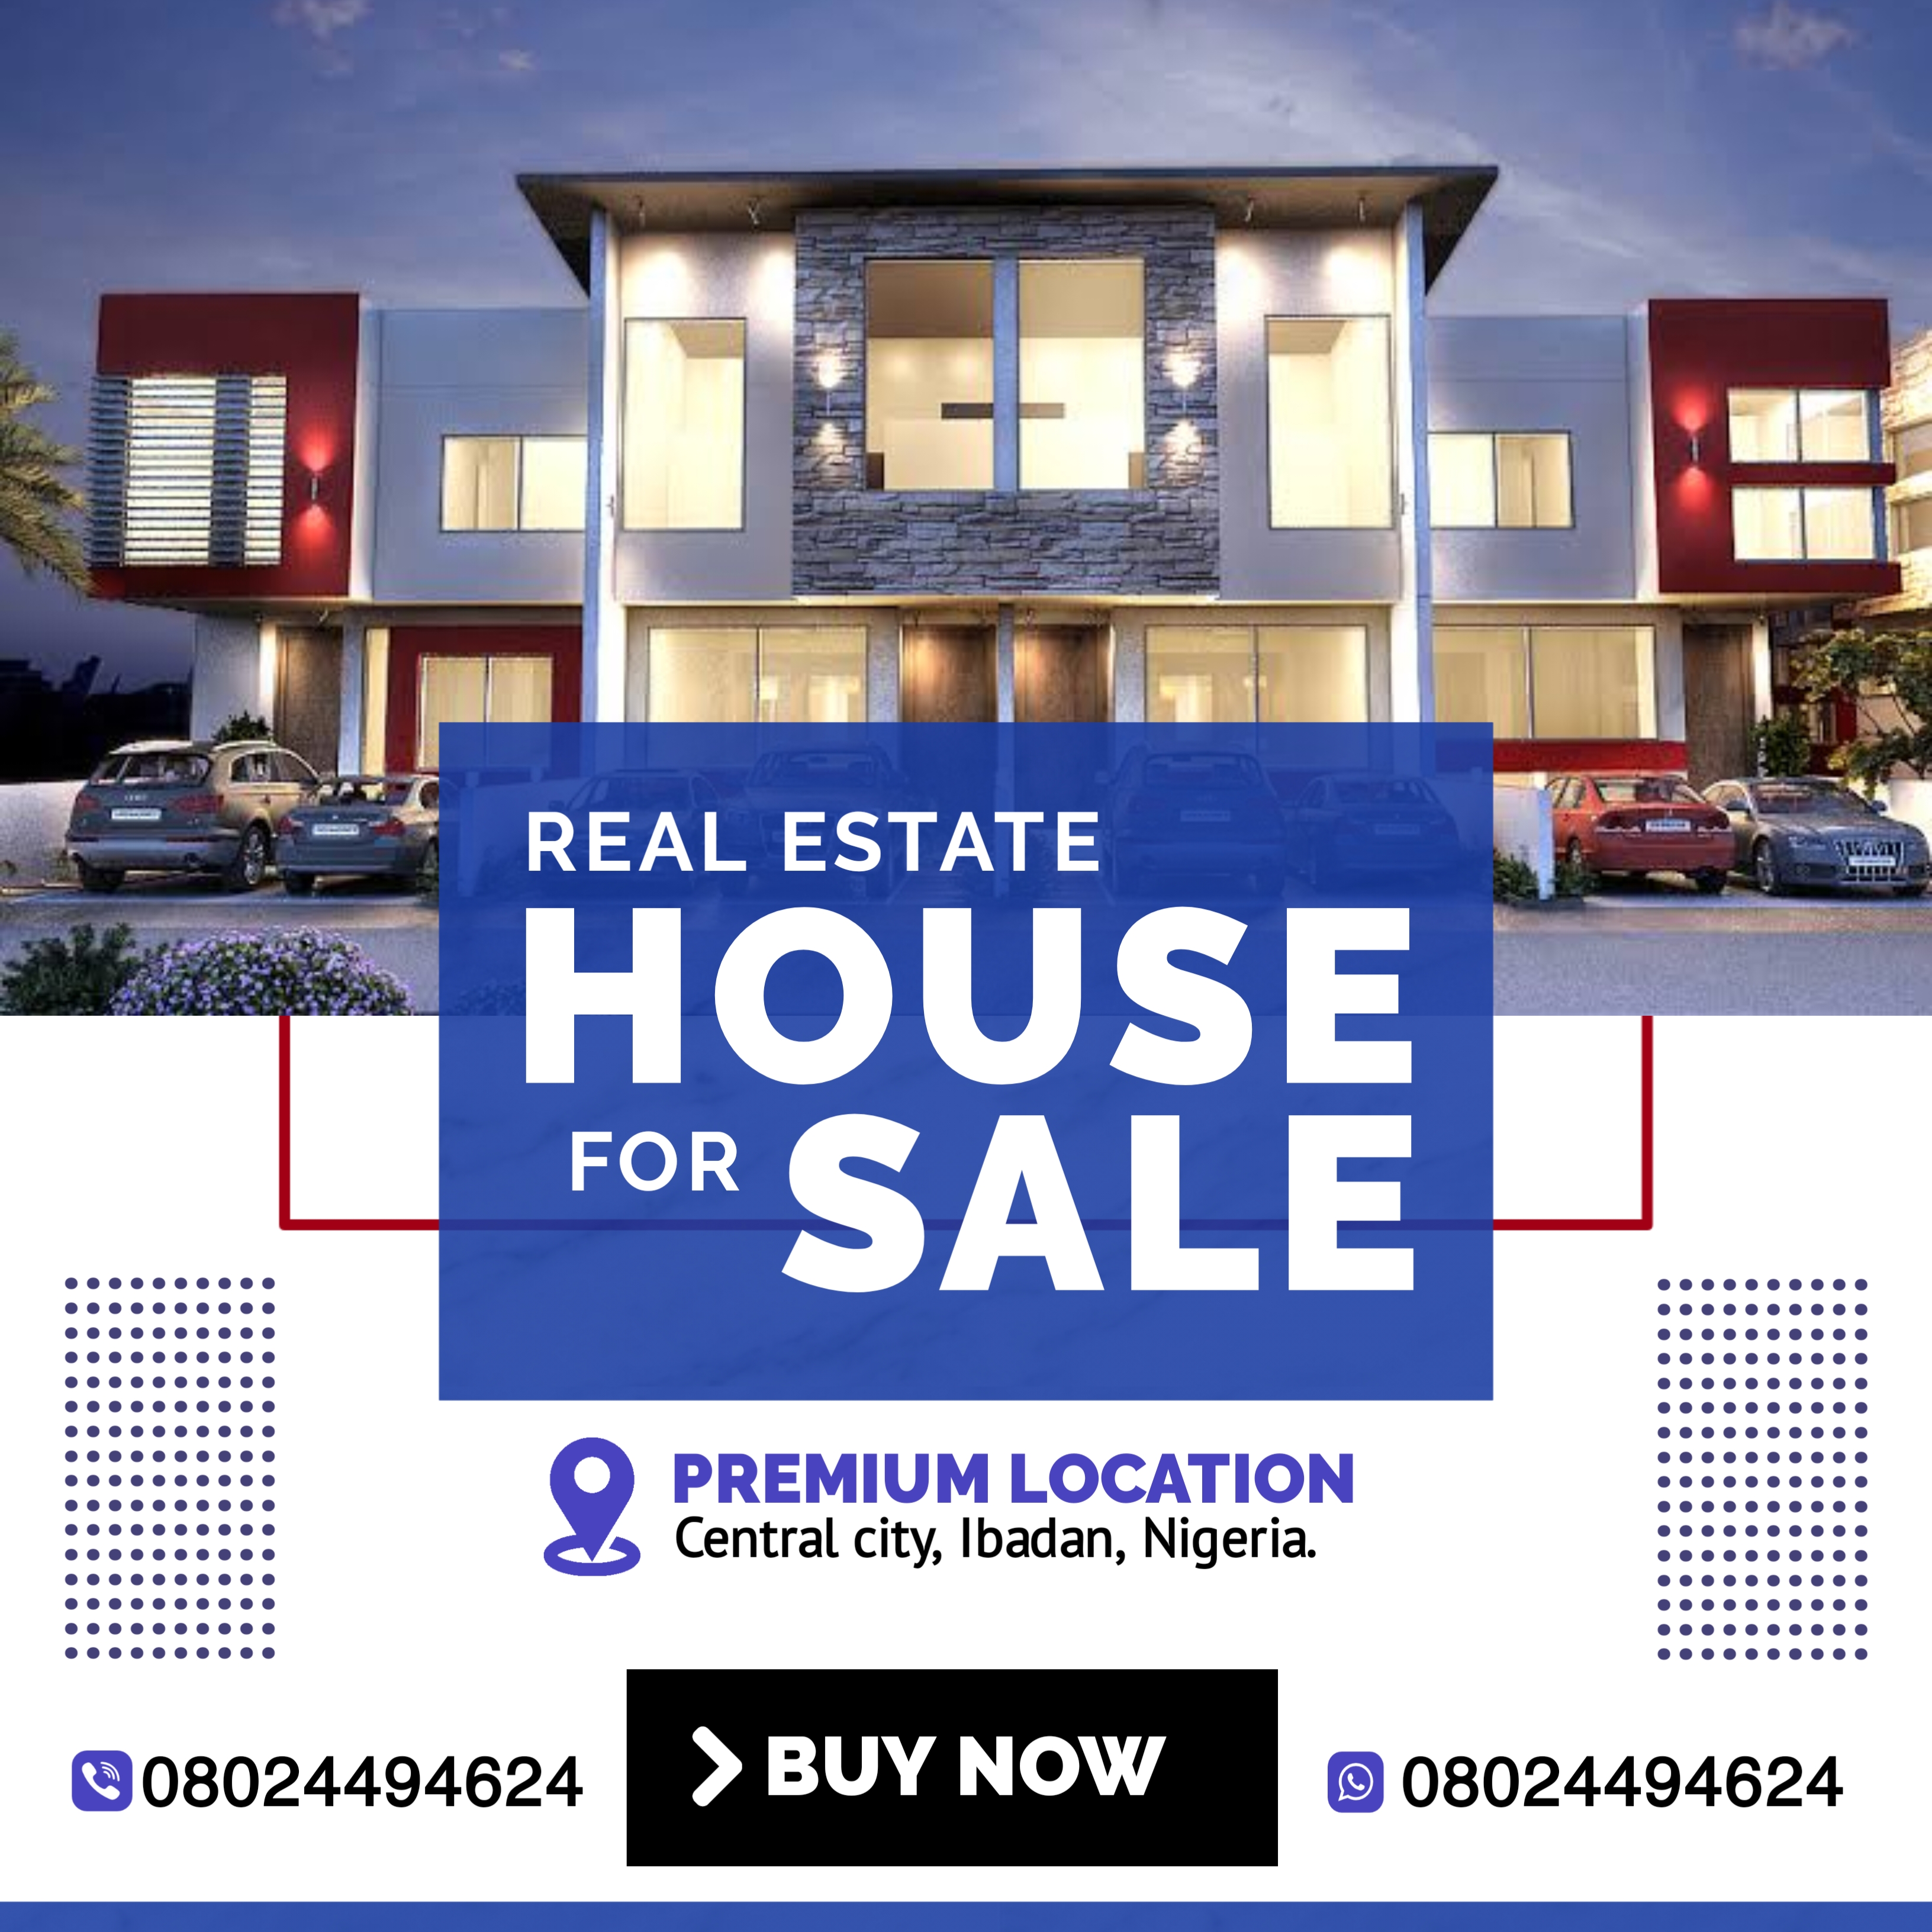 REAL ESTATE
HOUSE
FOR SALE
PREMIUM LOCATION
Central city, Ibadan, Nigeria.
08024494624
BUY NOW
08024494624